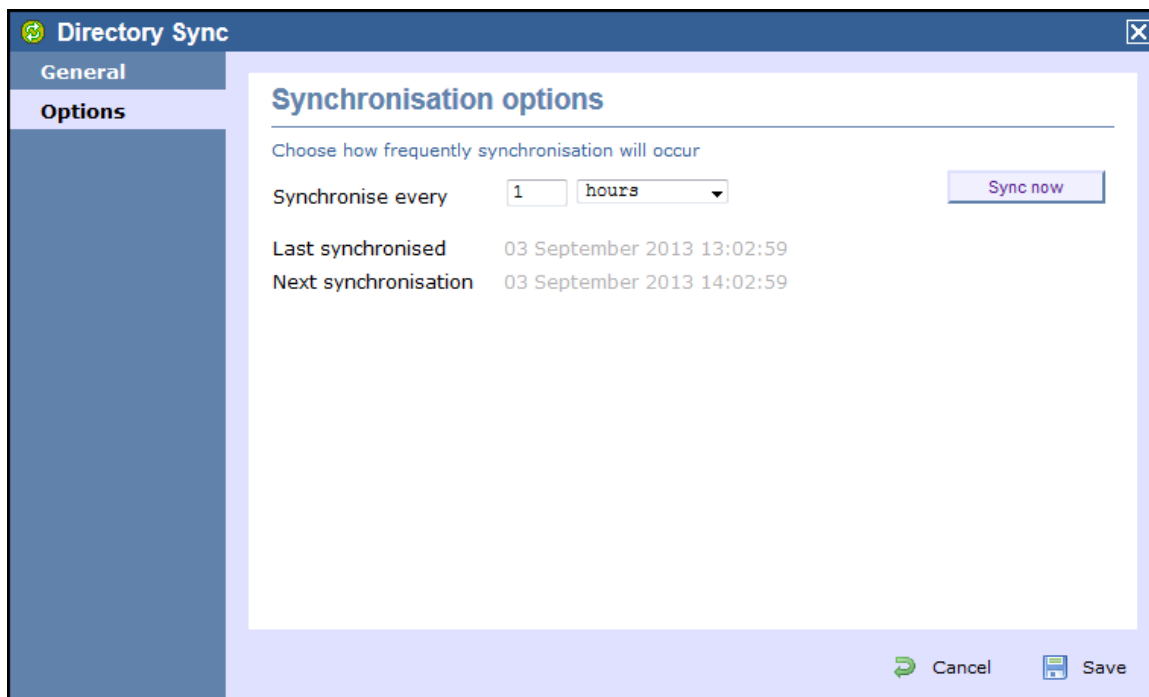 Directory Sync
General
Options
Synchronisation options
Choose how frequently synchronisation will occur
Synchronise every 1 hours Sync now
Last synchronised 03 September 2013 13:02:59
Next synchronisation 03 September 2013 14:02:59
Cancel Save